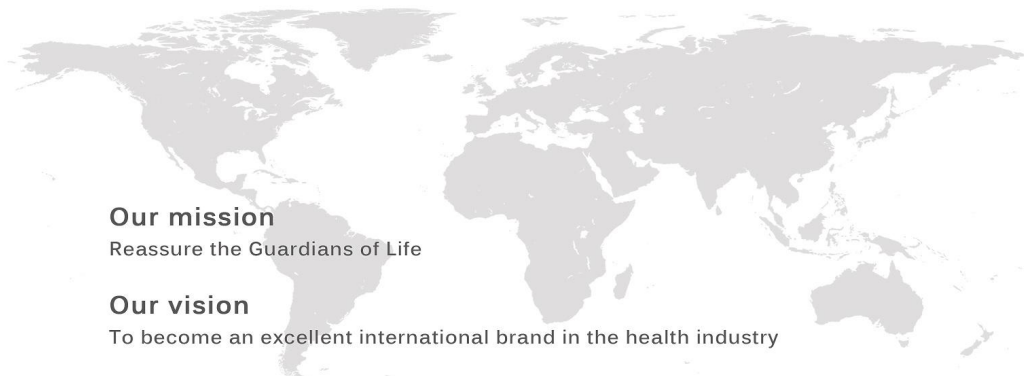 Our mission
Reassure the Guardians of Life
Our vision
To become an excellent international brand in the health industry